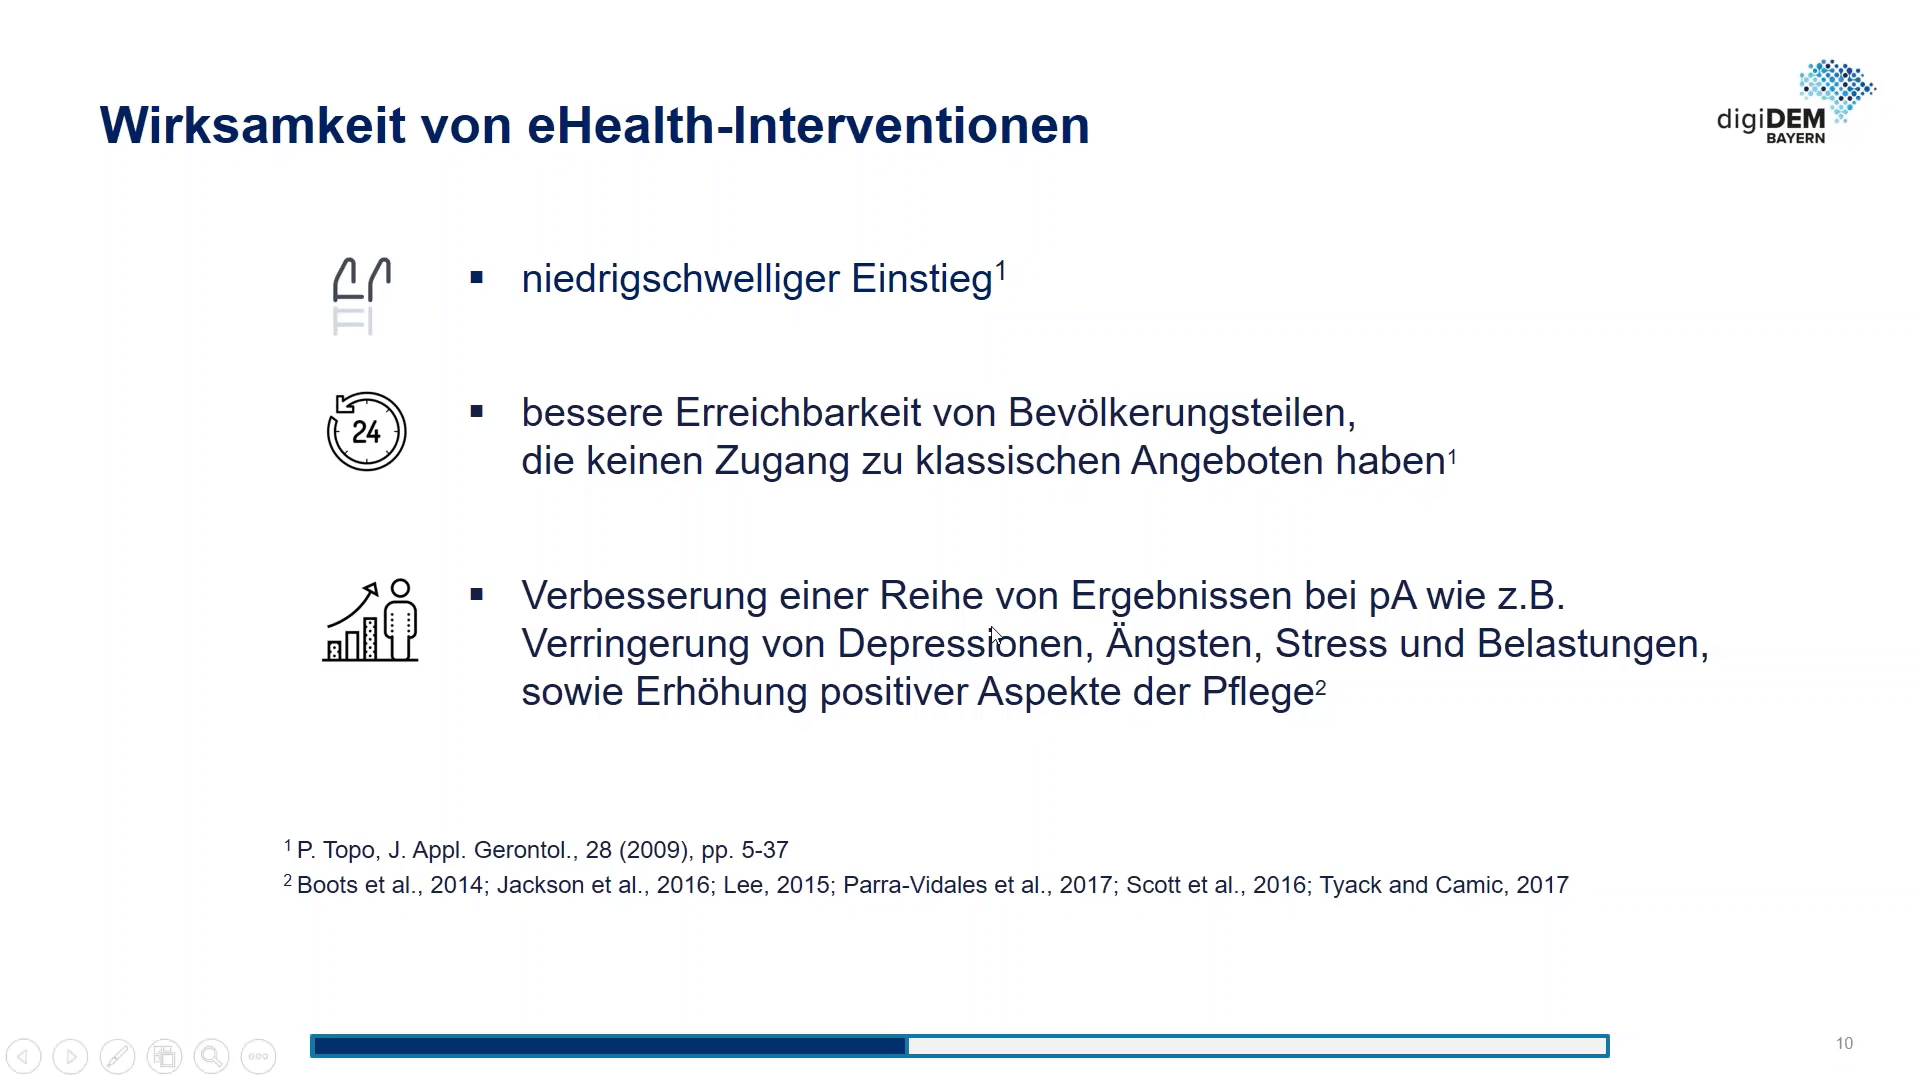 Wirksamkeit von eHealth-Interventionen
digiDEM
BAYERN
▪ niedrigschwelliger Einstieg¹
24
▪ bessere Erreichbarkeit von Bevölkerungsteilen,
die keinen Zugang zu klassischen Angeboten haben¹
▪ Verbesserung einer Reihe von Ergebnissen bei pA wie z.B.
Verringerung von Depressionen, Ängsten, Stress und Belastungen,
sowie Erhöhung positiver Aspekte der Pflege²
¹ P. Topo, J. Appl. Gerontol., 28 (2009), pp. 5-37
² Boots et al., 2014; Jackson et al., 2016; Lee, 2015; Parra-Vidales et al., 2017; Scott et al., 2016; Tyack and Camic, 2017
10